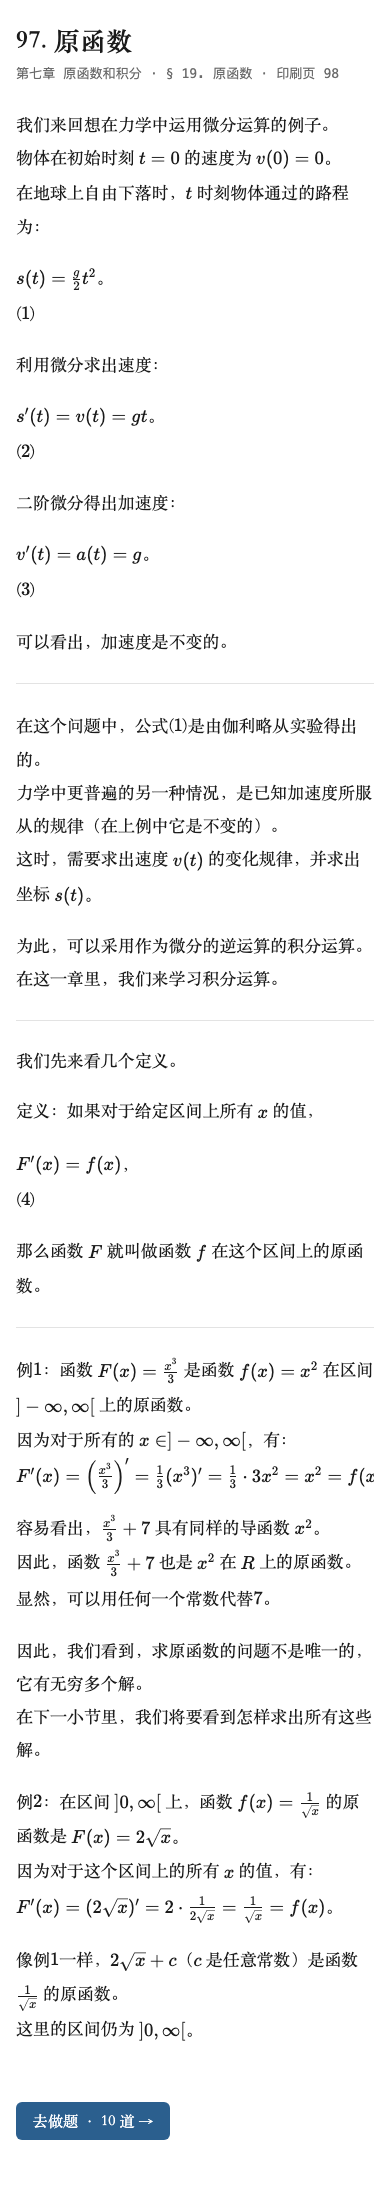 97. 原函数
第七章 原函数和积分 · § 19. 原函数 · 印刷页 98
我们来回想在力学中运用微分运算的例子。
物体在初始时刻 t = 0 的速度为 v(0) = 0。
在地球上自由下落时，t 时刻物体通过的路程
为：
s(t) = \frac{g}{2}t²。
(1)
利用微分求出速度：
s′(t) = v(t) = gt。
(2)
二阶微分得出加速度：
v′(t) = a(t) = g。
(3)
可以看出，加速度是不变的。
在这个问题中，公式(1)是由伽利略从实验得出
的。
力学中更普遍的另一种情况，是已知加速度所服
从的规律（在上例中它是不变的）。
这时，需要求出速度 v(t) 的变化规律，并求出
坐标 s(t)。
为此，可以采用作为微分的逆运算的积分运算。
在这一章里，我们来学习积分运算。
我们先来看几个定义。
定义：如果对于给定区间上所有 x 的值，
F′(x) = f(x)，
(4)
那么函数 F 就叫做函数 f 在这个区间上的原函
数。
例1：函数 F(x) = \frac{x³}{3} 是函数 f(x) = x² 在区间
] − ∞, ∞[ 上的原函数。
因为对于所有的 x ∈] − ∞, ∞[，有：
F′(x) = (\frac{x³}{3})′ = \frac{1}{3}(x³)′ = \frac{1}{3} · 3x² = x² = f(x
容易看出，\frac{x³}{3} + 7 具有同样的导函数 x²。
因此，函数 \frac{x³}{3} + 7 也是 x² 在 R 上的原函数。
显然，可以用任何一个常数代替7。
因此，我们看到，求原函数的问题不是唯一的，
它有无穷多个解。
在下一小节里，我们将要看到怎样求出所有这些
解。
例2：在区间 ]0, ∞[ 上，函数 f(x) = \frac{1}{√x} 的原
函数是 F(x) = 2√x。
因为对于这个区间上的所有 x 的值，有：
F′(x) = (2√x)′ = 2 · \frac{1}{2√x} = \frac{1}{√x} = f(x)。
像例1一样，2√x + c（c 是任意常数）是函数
\frac{1}{√x} 的原函数。
这里的区间仍为 ]0, ∞[。
去做题 · 10 道 →